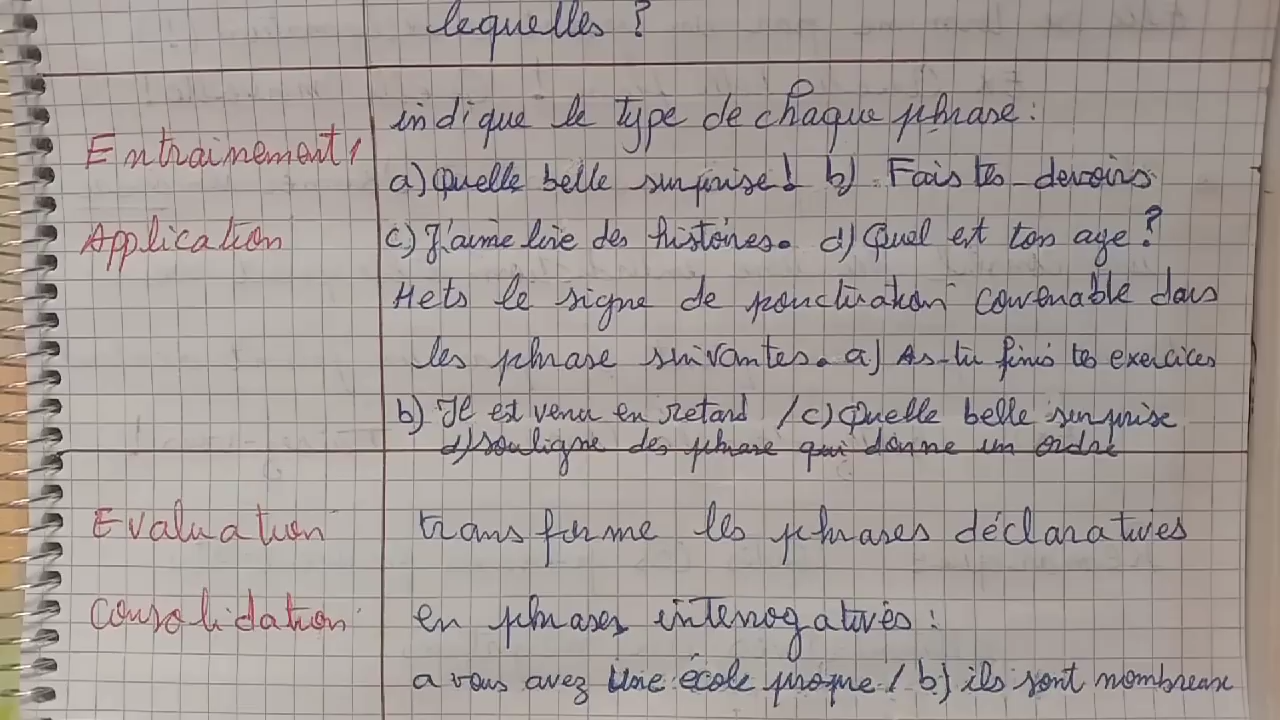 lequelles ?
indique le type de chaque phrase :
Entrainement/
a) Quelle belle surprise ! b) Fais tes devoirs.
Application
c) J'aime lire des histoires. d) Quel est ton age ?
Mets le signe de ponctuation convenable dans
les phrase suivantes. a) As-tu finis tes exercices
b) Il est venu en retard / c) Quelle belle surprise
d) souligne des phrase qui donne un ordre
Evaluation
transforme les phrases déclaratives
Consolidation
en phrases interrogatives :
a vous avez une école propre / b) ils sont nombreux